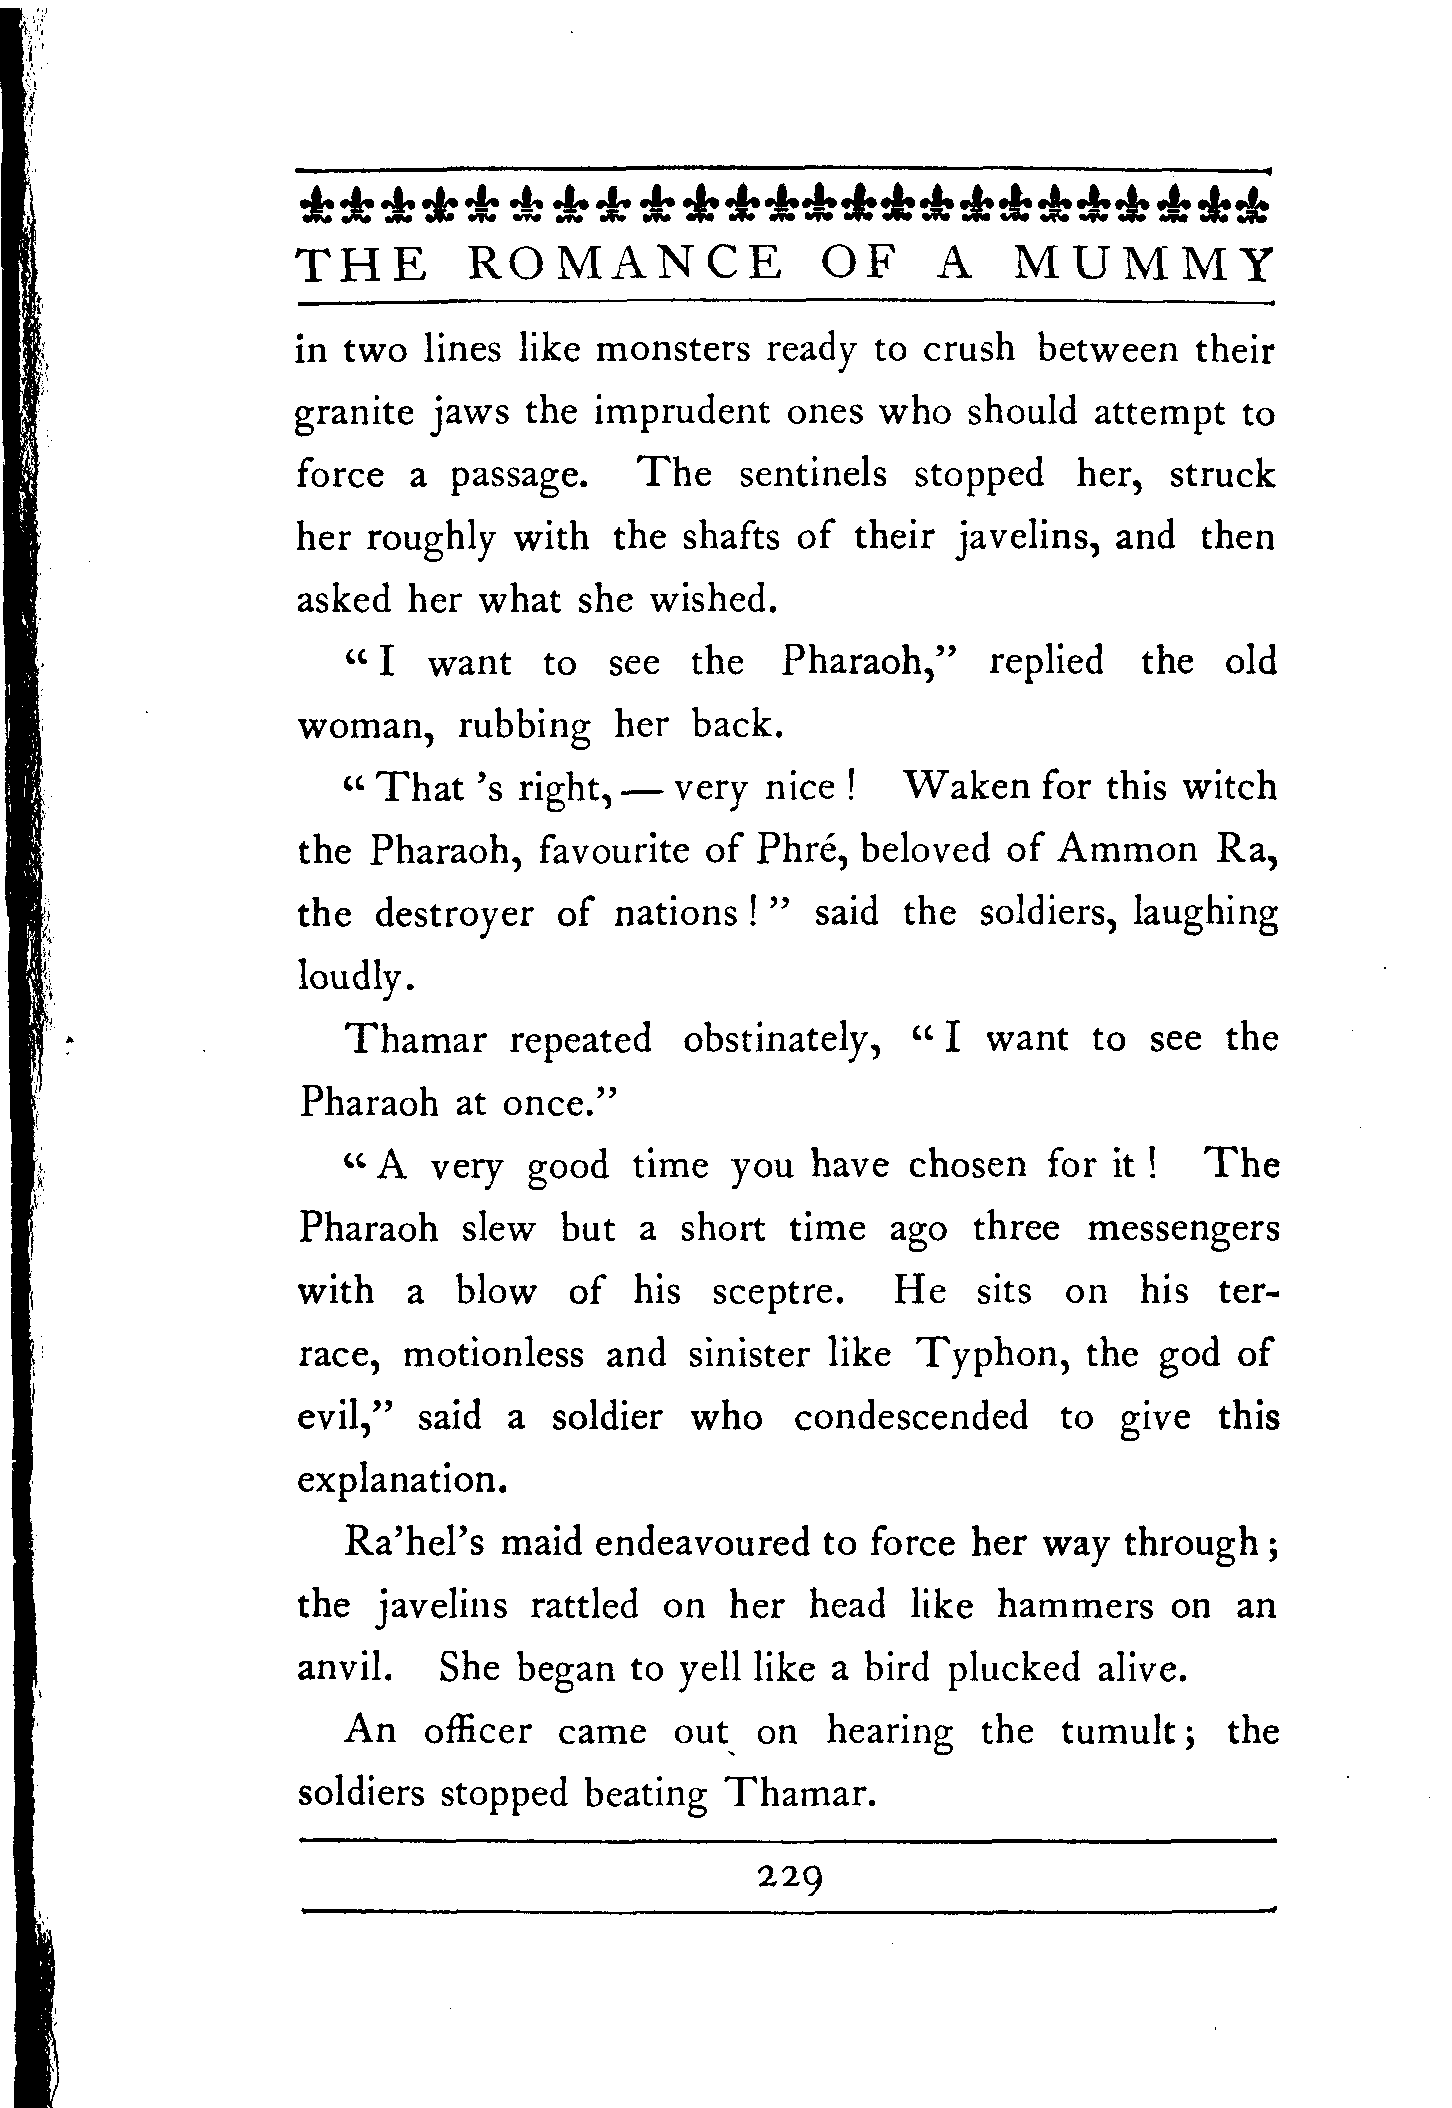 THE ROMANCE OF A MUMMY
in two lines like monsters ready to crush between their
granite jaws the imprudent ones who should attempt to
force a passage. The sentinels stopped her, struck
her roughly with the shafts of their javelins, and then
asked her what she wished.
“ I want to see the Pharaoh,” replied the old
woman, rubbing her back.
“ That ’s right, — very nice ! Waken for this witch
the Pharaoh, favourite of Phré, beloved of Ammon Ra,
the destroyer of nations ! ” said the soldiers, laughing
loudly.
Thamar repeated obstinately, “ I want to see the
Pharaoh at once.”
“ A very good time you have chosen for it ! The
Pharaoh slew but a short time ago three messengers
with a blow of his sceptre. He sits on his ter-
race, motionless and sinister like Typhon, the god of
evil,” said a soldier who condescended to give this
explanation.
Ra’hel’s maid endeavoured to force her way through ;
the javelins rattled on her head like hammers on an
anvil. She began to yell like a bird plucked alive.
An officer came out on hearing the tumult ; the
soldiers stopped beating Thamar.
229